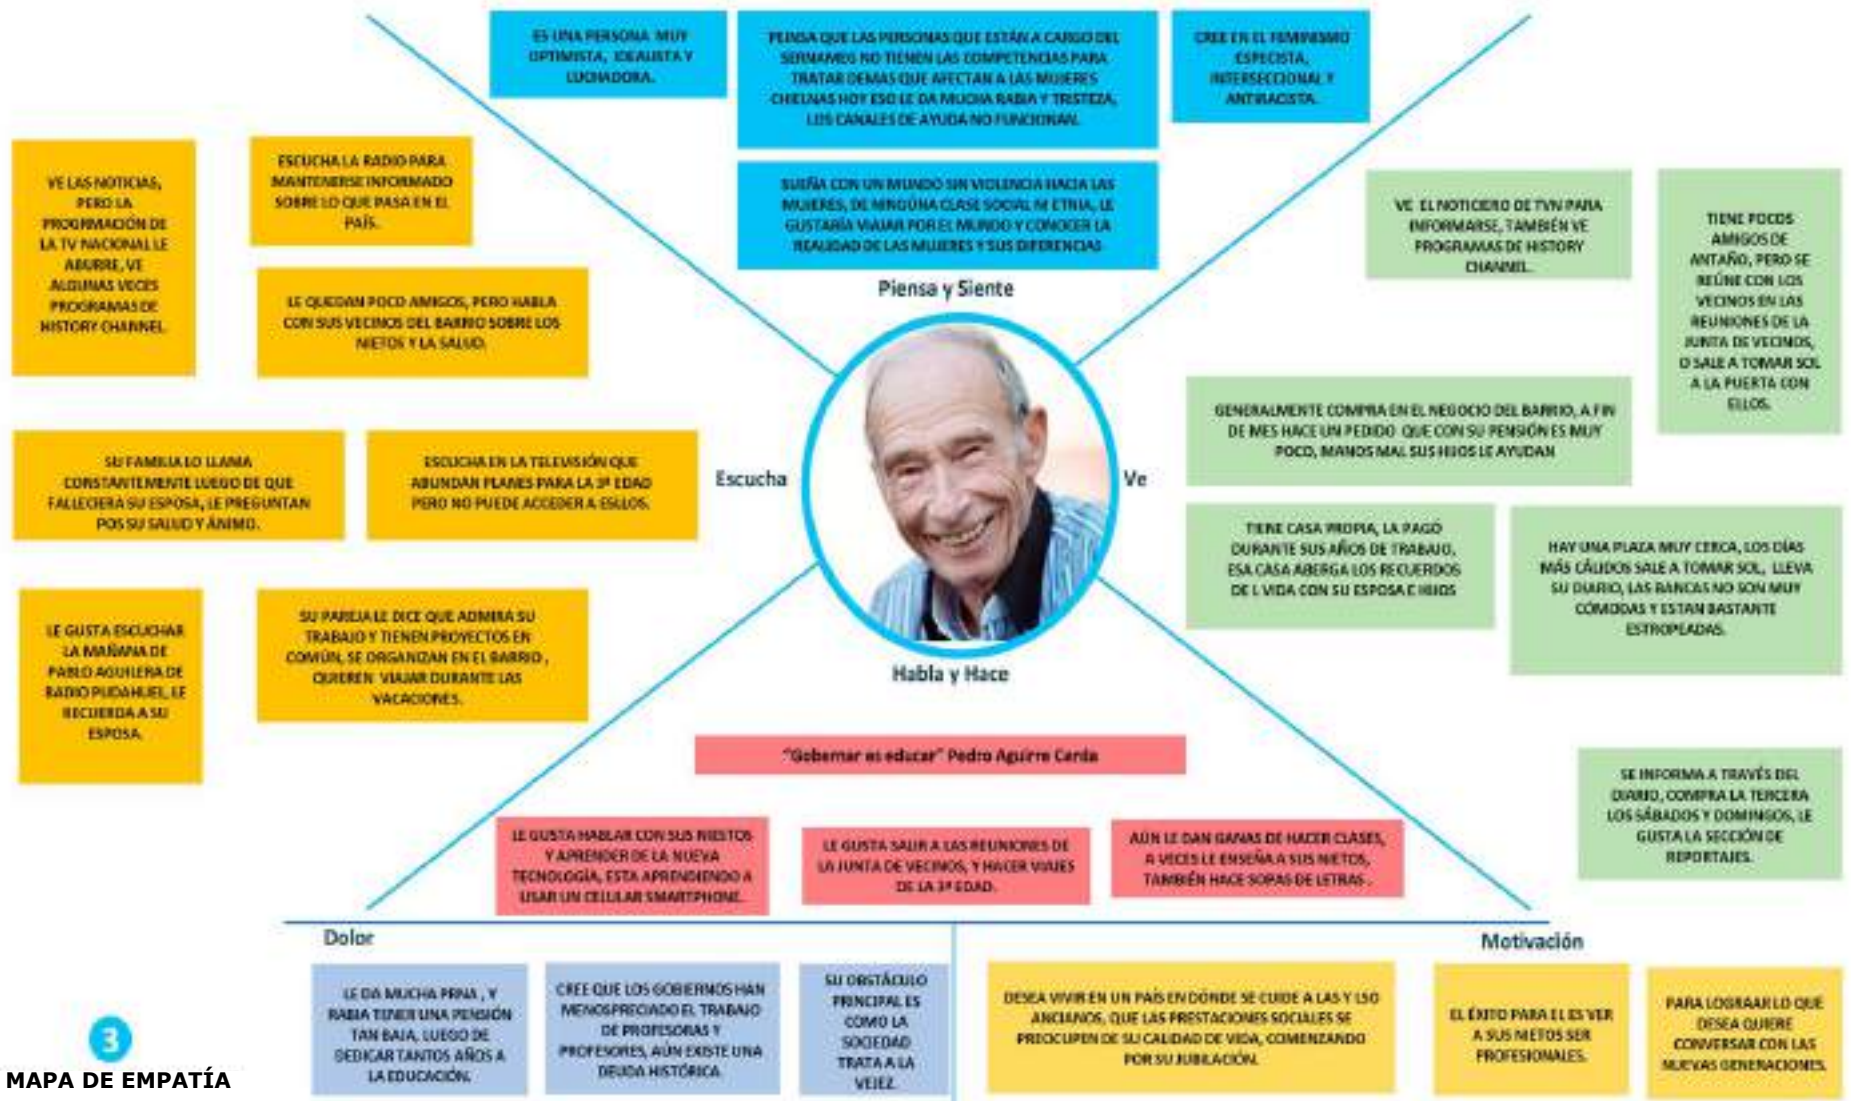 ES UNA PERSONA MUY
OPTIMISTA, IDEALISTA Y
LUCHADORA.
PEINSA QUE LAS PERSONAS QUE ESTÁN A CARGO DEL
SERNAMEG NO TIENEN LAS COMPETENCIAS PARA
TRATAR DEMAS QUE AFECTAN A LAS MUJERES
CHIELNAS HOY ESO LE DA MUCHA RABIA Y TRISTEZA,
LOS CANALES DE AYUDA NO FUNCIONAN.
CREE EN EL FEMINISMO
ESPECISTA,
INTERSECCIONAL Y
ANTIRACISTA.
SUEÑA CON UN MUNDO SIN VIOLENCIA HACIA LAS
MUJERES, DE NINGÚNA CLASE SOCIAL NI ETNIA, LE
GUSTARÍA VIAJAR POR EL MUNDO Y CONOCER LA
REALIDAD DE LAS MUJERES Y SUS DIFERENCIAS
Piensa y Siente
VE LAS NOTICIAS,
PERO LA
PROGRMACIÓN DE
LA TV NACIONAL LE
ABURRE, VE
ALGUNAS VECES
PROGRAMAS DE
HISTORY CHANNEL.
ESCUCHA LA RADIO PARA
MANTENERSE INFORMADO
SOBRE LO QUE PASA EN EL
PAÍS.
LE QUEDAN POCO AMIGOS, PERO HABLA
CON SUS VECINOS DEL BARRIO SOBRE LOS
NIETOS Y LA SALUD.
SU FAMILIA LO LLAMA
CONSTANTEMENTE LUEGO DE QUE
FALLECIERA SU ESPOSA, LE PREGUNTAN
POS SU SALUD Y ÁNIMO.
ESCUCHA EN LA TELEVISIÓN QUE
ABUNDAN PLANES PARA LA 3ª EDAD
PERO NO PUEDE ACCEDER A ESLLOS.
LE GUSTA ESCUCHAR
LA MAÑANA DE
PABLO AGUILERA DE
RADIO PUDAHUEL, LE
RECUERDA A SU
ESPOSA.
SU PAREJA LE DICE QUE ADMIRA SU
TRABAJO Y TIENEN PROYECTOS EN
COMÚN, SE ORGANIZAN EN EL BARRIO ,
QUIEREN VIAJAR DURANTE LAS
VACACIONES.
Escucha
Ve
VE EL NOTICIERO DE TVN PARA
INFORMARSE, TAMBIÉN VE
PROGRAMAS DE HISTORY
CHANNEL.
TIENE POCOS
AMIGOS DE
ANTAÑO, PERO SE
REÚNE CON LOS
VECINOS EN LAS
REUNIONES DE LA
JUNTA DE VECINOS,
O SALE A TOMAR SOL
A LA PUERTA CON
ELLOS.
GENERALMENTE COMPRA EN EL NEGOCIO DEL BARRIO, A FIN
DE MES HACE UN PEDIDO QUE CON SU PENSIÓN ES MUY
POCO, MANOS MAL SUS HIJOS LE AYUDAN
TIENE CASA PROPIA, LA PAGÓ
DURANTE SUS AÑOS DE TRABAJO,
ESA CASA ABERGA LOS RECUERDOS
DE L VIDA CON SU ESPOSA E HIJOS
HAY UNA PLAZA MUY CERCA, LOS DÍAS
MÁS CÁLIDOS SALE A TOMAR SOL, LLEVA
SU DIARIO, LAS BANCAS NO SON MUY
CÓMODAS Y ESTAN BASTANTE
ESTROPEADAS.
SE INFORMA A TRAVÉS DEL
DIARIO, COMPRA LA TERCERA
LOS SÁBADOS Y DOMINGOS, LE
GUSTA LA SECCIÓN DE
REPORTAJES.
Habla y Hace
"Gobernar es educar" Pedro Aguirre Cerda
LE GUSTA HABLAR CON SUS NIESTOS
Y APRENDER DE LA NUEVA
TECNOLOGÍA, ESTA APRENDIENDO A
USAR UN CELULAR SMARTPHONE.
LE GUSTA SALIR A LAS REUNIONES DE
LA JUNTA DE VECINOS, Y HACER VIAJES
DE LA 3ª EDAD.
AÚN LE DAN GANAS DE HACER CLASES,
A VECES LE ENSEÑA A SUS NIETOS,
TAMBIÉN HACE SOPAS DE LETRAS .
Dolor
LE DA MUCHA PRNA , Y
RABIA TENER UNA PENSIÓN
TAN BAJA, LUEGO DE
DEDICAR TANTOS AÑOS A
LA EDUCACIÓN.
CREE QUE LOS GOBIERNOS HAN
MENOSPRECIADO EL TRABAJO
DE PROFESORAS Y
PROFESORES, AÚN EXISTE UNA
DEUDA HISTÓRICA
SU OBSTÁCULO
PRINCIPAL ES
COMO LA
SOCIEDAD
TRATA A LA
VEJEZ.
Motivación
DESEA VIVIR EN UN PAÍS EN DÓNDE SE CUIDE A LAS Y LSO
ANCIANOS, QUE LAS PRESTACIONES SOCIALES SE
PREOCUPEN DE SU CALIDAD DE VIDA, COMENZANDO
POR SU JUBILACIÓN.
EL ÉXITO PARA EL ES VER
A SUS NIETOS SER
PROFESIONALES.
PARA LOGRAAR LO QUE
DESEA QUIERE
CONVERSAR CON LAS
NUEVAS GENERACIONES.
3
MAPA DE EMPATÍA